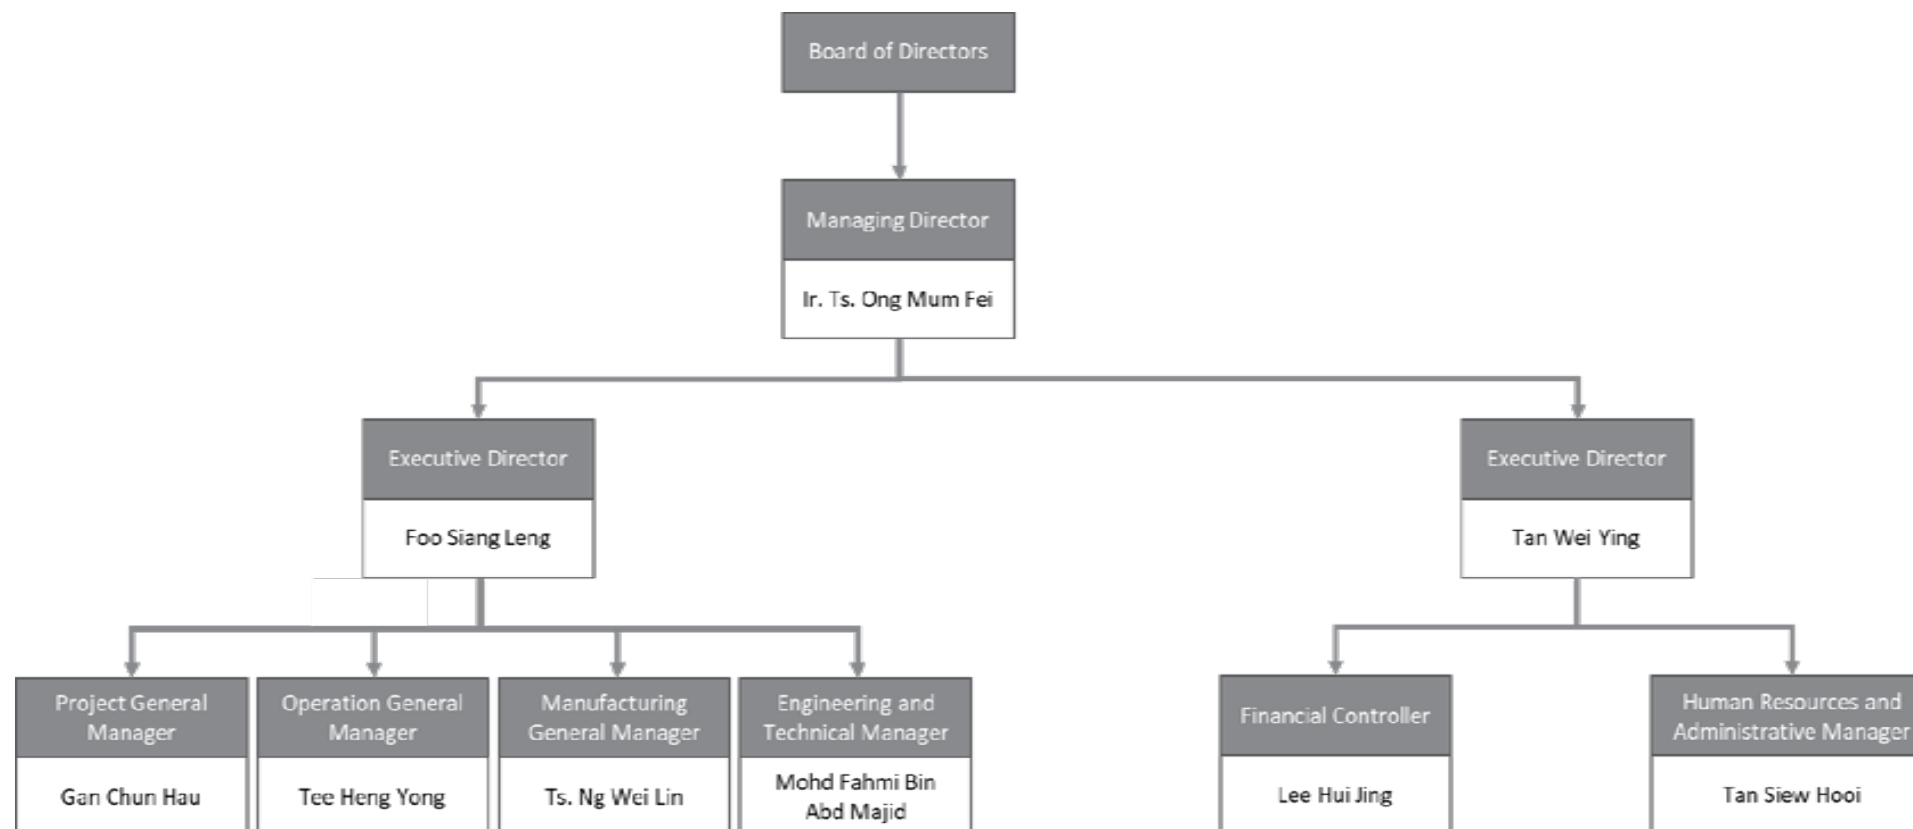 Board of Directors
Managing Director
Ir. Ts. Ong Mum Fei
Executive Director
Foo Siang Leng
Executive Director
Tan Wei Ying
Project General
Manager
Gan Chun Hau
Operation General
Manager
Tee Heng Yong
Manufacturing
General Manager
Ts. Ng Wei Lin
Engineering and
Technical Manager
Mohd Fahmi Bin
Abd Majid
Financial Controller
Lee Hui Jing
Human Resources and
Administrative Manager
Tan Siew Hooi